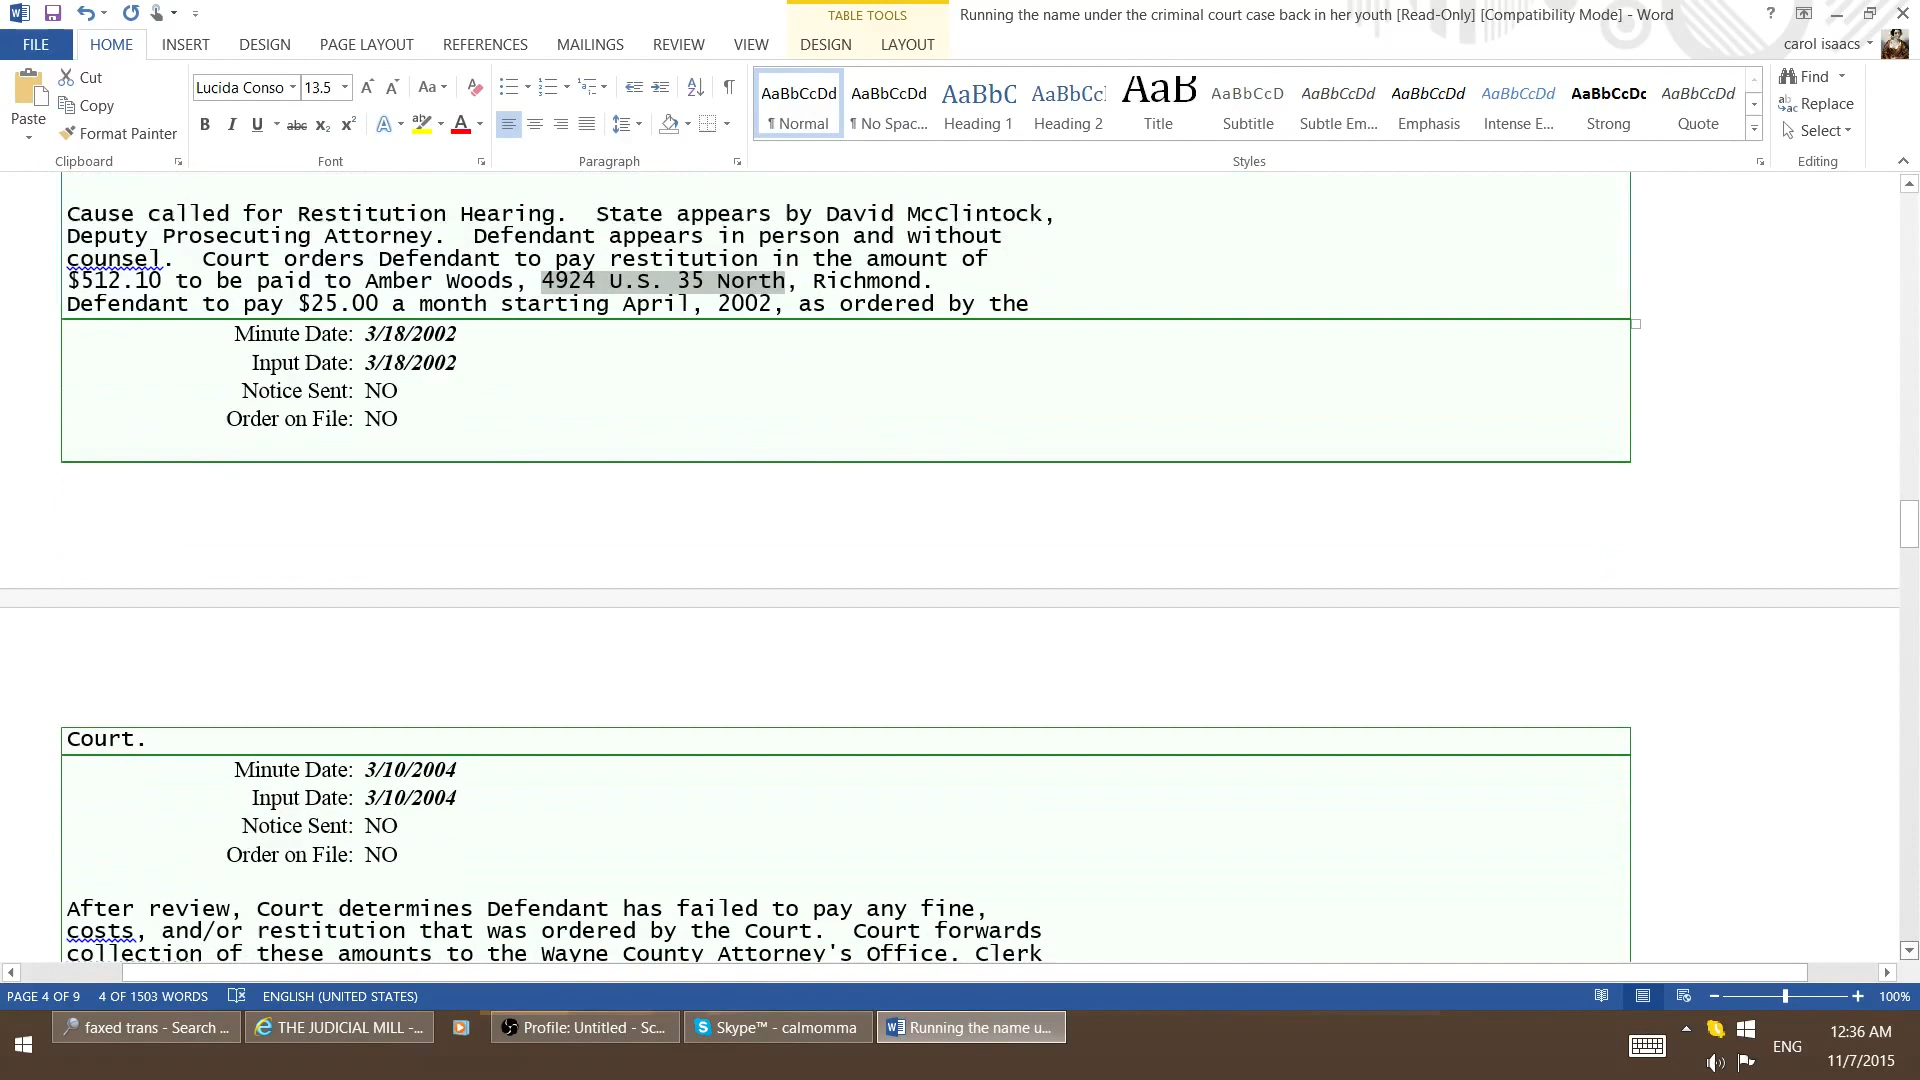 TABLE TOOLS
Running the name under the criminal court case back in her youth [Read-Only] [Compatibility Mode] - Word
FILE HOME INSERT DESIGN PAGE LAYOUT REFERENCES MAILINGS REVIEW VIEW DESIGN LAYOUT carol isaacs
Paste Cut Copy Format Painter
Clipboard
Lucida Conso 13.5 Aa
B I U abc x₂ x² A A
Font
Paragraph
AaBbCcDd AaBbCcDd AaBbC AaBbCcI AaB AaBbCcD AaBbCcDd AaBbCcDd AaBbCcDd AaBbCcDc AaBbCcDd
¶ Normal ¶ No Spac... Heading 1 Heading 2 Title Subtitle Subtle Em... Emphasis Intense E... Strong Quote
Styles
Find
Replace
Select
Editing
Cause called for Restitution Hearing. State appears by David McClintock,
Deputy Prosecuting Attorney. Defendant appears in person and without
counsel. Court orders Defendant to pay restitution in the amount of
$512.10 to be paid to Amber Woods, 4924 U.S. 35 North, Richmond.
Defendant to pay $25.00 a month starting April, 2002, as ordered by the
Minute Date: 3/18/2002
Input Date: 3/18/2002
Notice Sent: NO
Order on File: NO
Court.
Minute Date: 3/10/2004
Input Date: 3/10/2004
Notice Sent: NO
Order on File: NO
After review, Court determines Defendant has failed to pay any fine,
costs, and/or restitution that was ordered by the Court. Court forwards
collection of these amounts to the Wayne County Attorney's Office. Clerk
PAGE 4 OF 9 4 OF 1503 WORDS ENGLISH (UNITED STATES) 100%
faxed trans - Search ... THE JUDICIAL MILL -... Profile: Untitled - Sc... Skype™ - calmomma Running the name u...
ENG
12:36 AM
11/7/2015